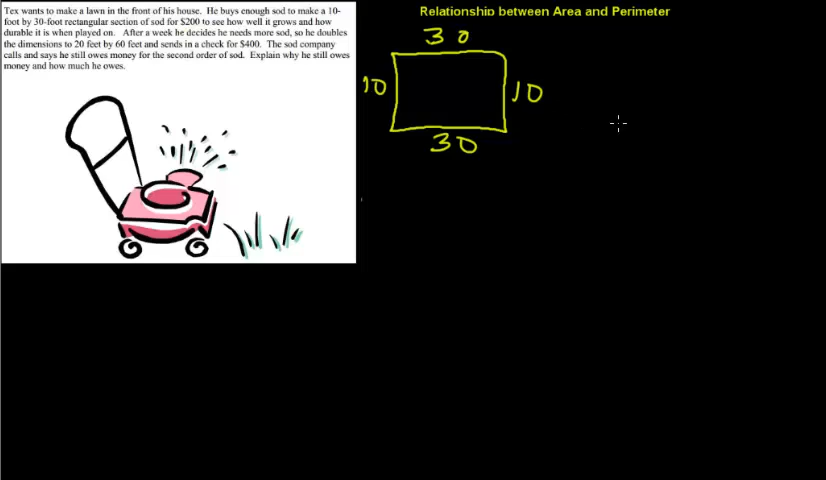 Tex wants to make a lawn in the front of his house.  He buys enough sod to make a 10-
foot by 30-foot rectangular section of sod for $200 to see how well it grows and how
durable it is when played on.   After a week he decides he needs more sod, so he doubles
the dimensions to 20 feet by 60 feet and sends in a check for $400.  The sod company
calls and says he still owes money for the second order of sod.  Explain why he still owes
money and how much he owes.
Relationship between Area and Perimeter
30
10
10
30